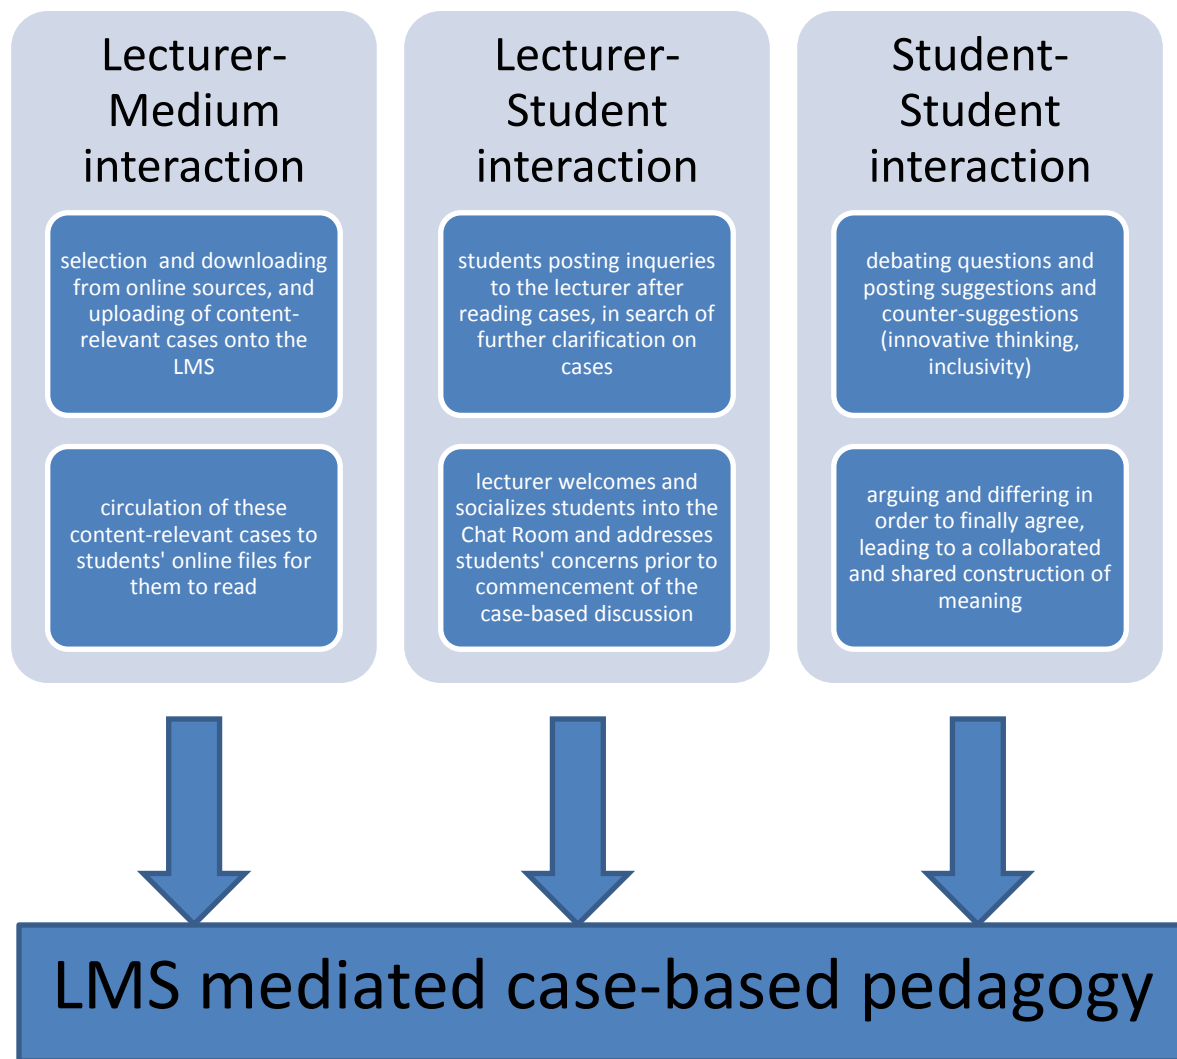 Lecturer-
Medium
interaction
selection and downloading
from online sources, and
uploading of content-
relevant cases onto the
LMS
circulation of these
content-relevant cases to
students' online files for
them to read
Lecturer-
Student
interaction
students posting inqueries
to the lecturer after
reading cases, in search of
further clarification on
cases
lecturer welcomes and
socializes students into the
Chat Room and addresses
students' concerns prior to
commencement of the
case-based discussion
Student-
Student
interaction
debating questions and
posting suggestions and
counter-suggestions
(innovative thinking,
inclusivity)
arguing and differing in
order to finally agree,
leading to a collaborated
and shared construction of
meaning
LMS mediated case-based pedagogy